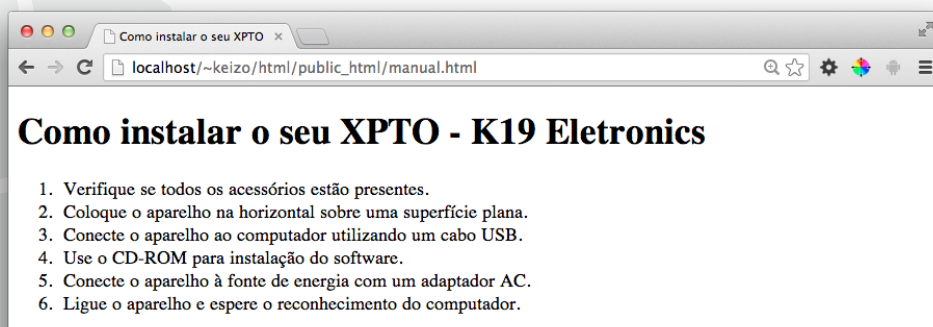 Como instalar o seu XPTO
localhost/~keizo/html/public_html/manual.html
Como instalar o seu XPTO - K19 Eletronics
1. Verifique se todos os acessórios estão presentes.
2. Coloque o aparelho na horizontal sobre uma superfície plana.
3. Conecte o aparelho ao computador utilizando um cabo USB.
4. Use o CD-ROM para instalação do software.
5. Conecte o aparelho à fonte de energia com um adaptador AC.
6. Ligue o aparelho e espere o reconhecimento do computador.